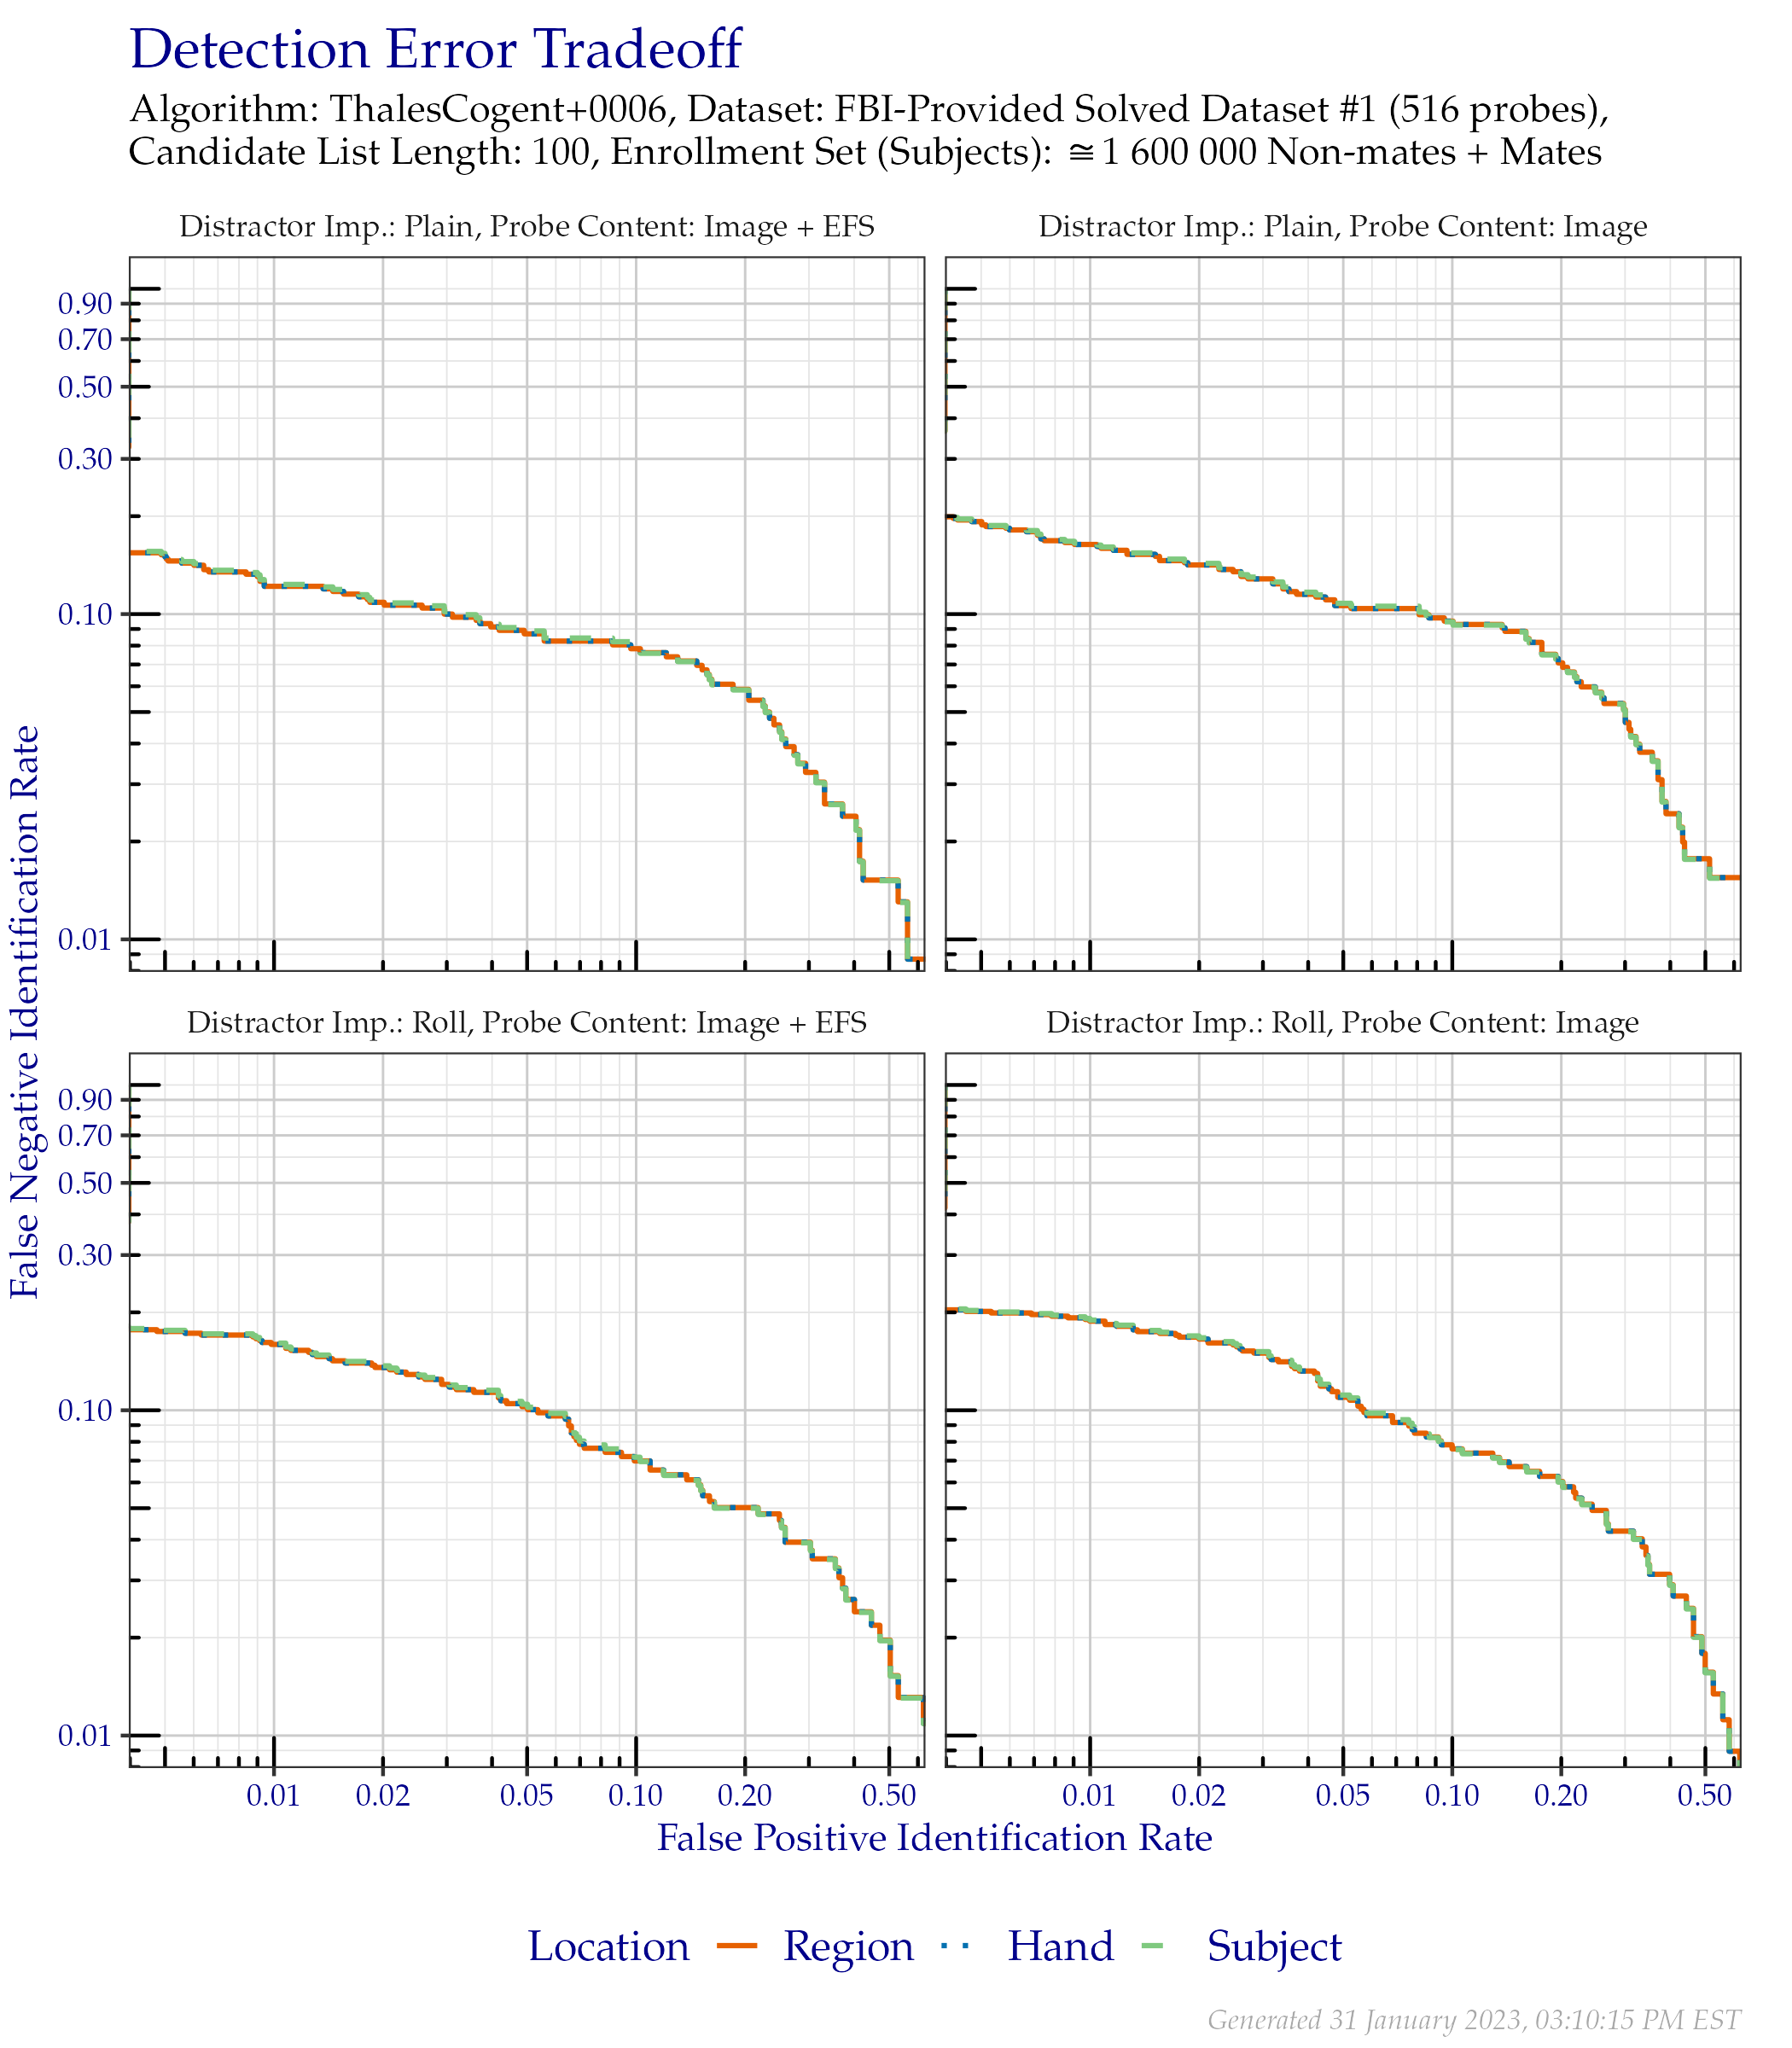 Detection Error Tradeoff
Algorithm: ThalesCogent+0006, Dataset: FBI-Provided Solved Dataset #1 (516 probes),
Candidate List Length: 100, Enrollment Set (Subjects): ≅ 1 600 000 Non-mates + Mates
Distractor Imp.: Plain, Probe Content: Image + EFS
Distractor Imp.: Plain, Probe Content: Image
0.90
0.70
0.50
0.30
0.10
0.01
Distractor Imp.: Roll, Probe Content: Image + EFS
Distractor Imp.: Roll, Probe Content: Image
0.90
0.70
0.50
0.30
0.10
0.01
False Negative Identification Rate
0.01 0.02 0.05 0.10 0.20 0.50
0.01 0.02 0.05 0.10 0.20 0.50
False Positive Identification Rate
Location Region Hand Subject
Generated 31 January 2023, 03:10:15 PM EST